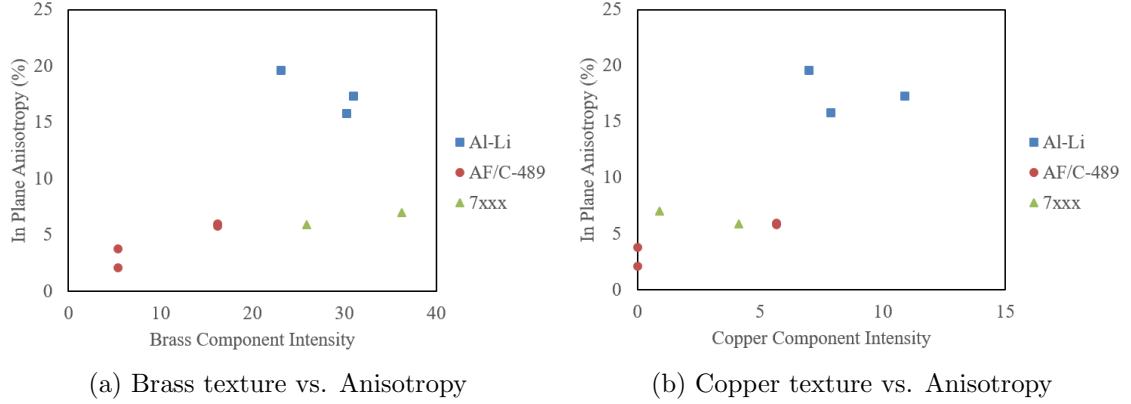 25
20
15
10
5
0
0 10 20 30 40
In Plane Anisotropy (%)
Brass Component Intensity
Al-Li
AF/C-489
7xxx
(a) Brass texture vs. Anisotropy
25
20
15
10
5
0
0 5 10 15
In Plane Anisotropy (%)
Copper Component Intensity
Al-Li
AF/C-489
7xxx
(b) Copper texture vs. Anisotropy